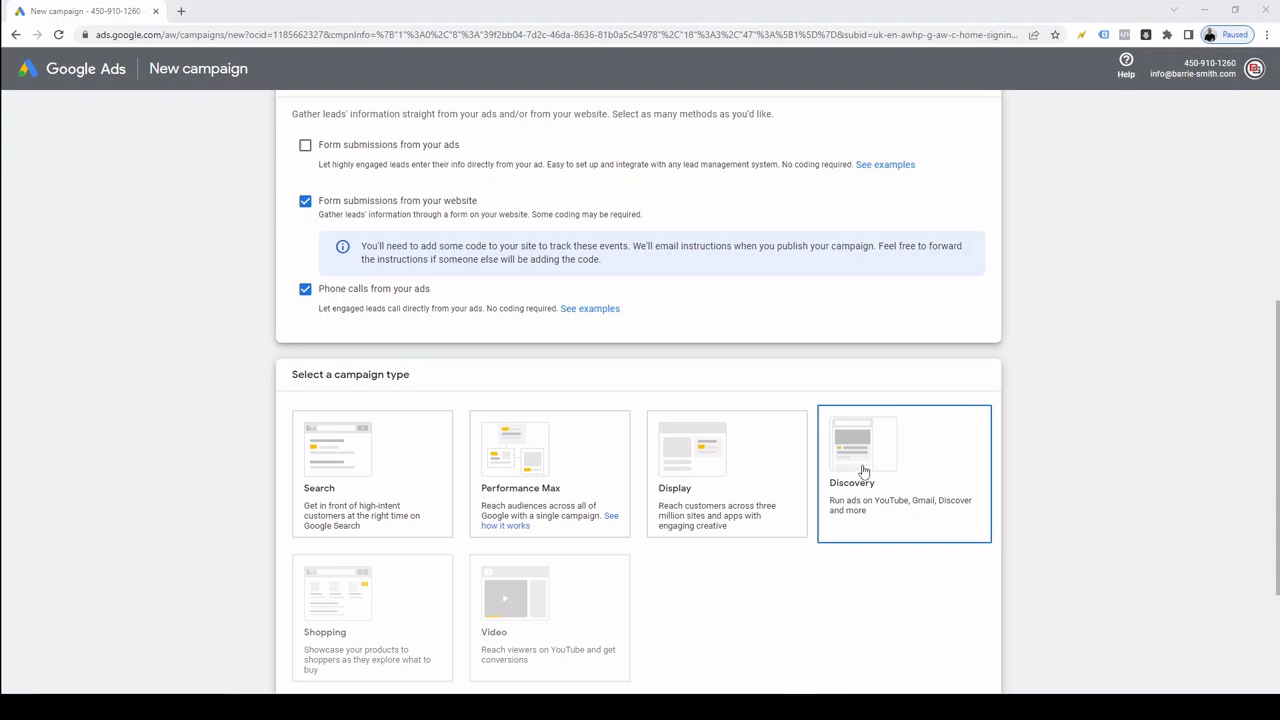 New campaign - 450-910-1260
ads.google.com/aw/campaigns/new?ocid=1185662327&cmpnInfo=%7B"1"%3A0%2C"8"%3A"39f2bb04-7d2c-46da-8636-81b0a5c54978"%2C"18"%3A3%2C"47"%3A%5B1%5D%7D&subid=uk-en-awhp-g-aw-c-home-signin...
Paused
Google Ads
New campaign
Help
450-910-1260
info@barrie-smith.com
Gather leads' information straight from your ads and/or from your website. Select as many methods as you'd like.
Form submissions from your ads
Let highly engaged leads enter their info directly from your ad. Easy to set up and integrate with any lead management system. No coding required. See examples
Form submissions from your website
Gather leads' information through a form on your website. Some coding may be required.
You'll need to add some code to your site to track these events. We'll email instructions when you publish your campaign. Feel free to forward
the instructions if someone else will be adding the code.
Phone calls from your ads
Let engaged leads call directly from your ads. No coding required. See examples
Select a campaign type
Search
Get in front of high-intent
customers at the right time on
Google Search
Performance Max
Reach audiences across all of
Google with a single campaign. See
how it works
Display
Reach customers across three
million sites and apps with
engaging creative
Discovery
Run ads on YouTube, Gmail, Discover
and more
Shopping
Showcase your products to
shoppers as they explore what to
buy
Video
Reach viewers on YouTube and get
conversions